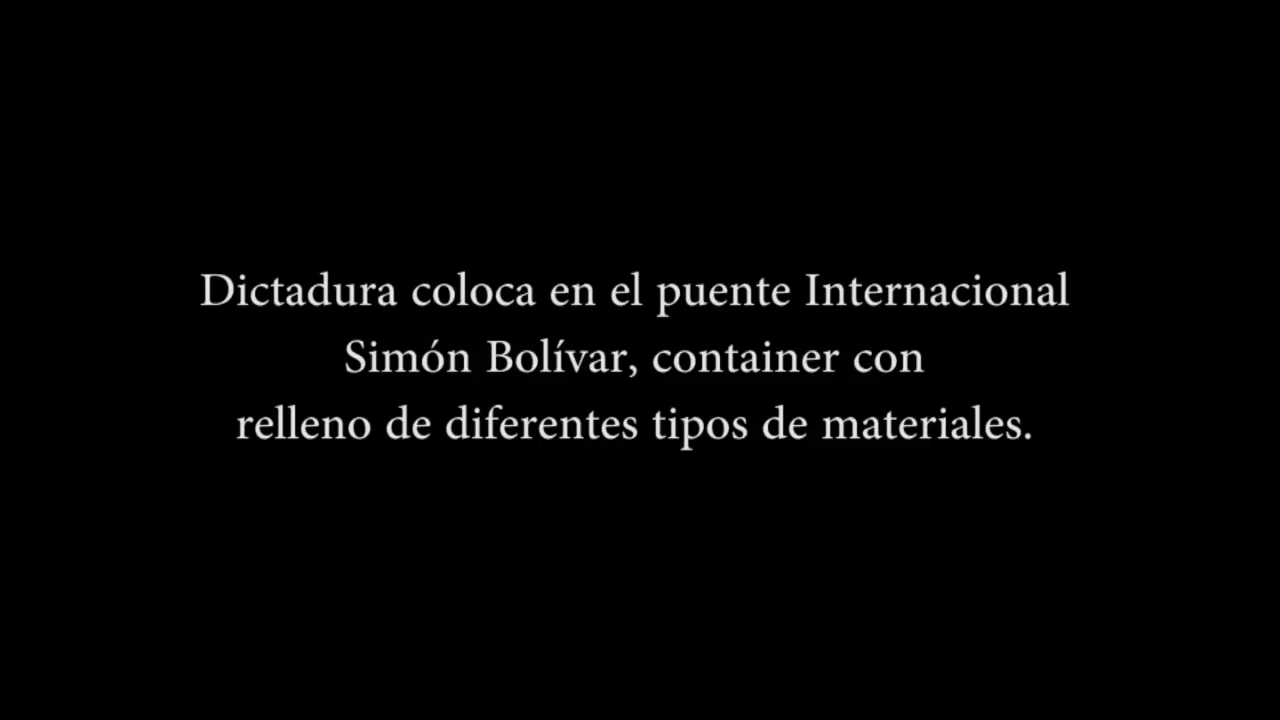 Dictadura coloca en el puente Internacional
Simón Bolívar, container con
relleno de diferentes tipos de materiales.